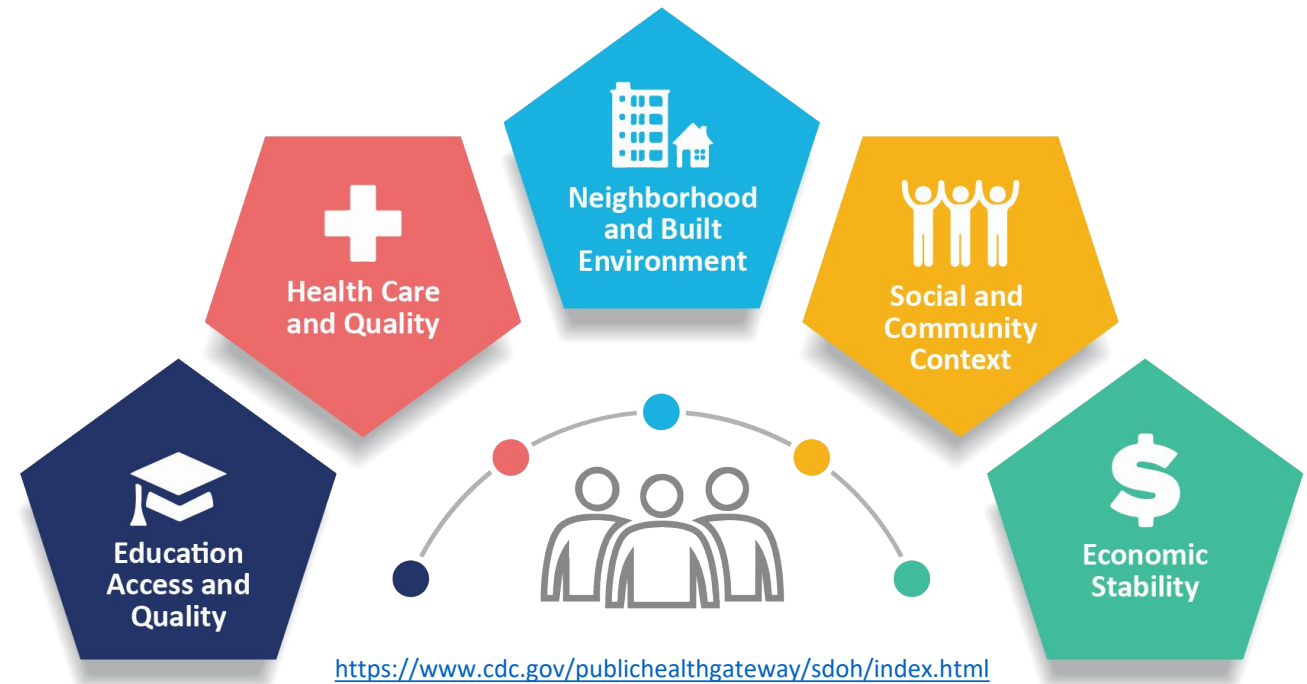 Neighborhood
and Built
Environment
Health Care
and Quality
Social and
Community
Context
Education
Access and
Quality
Economic
Stability
https://www.cdc.gov/publichealthgateway/sdoh/index.html